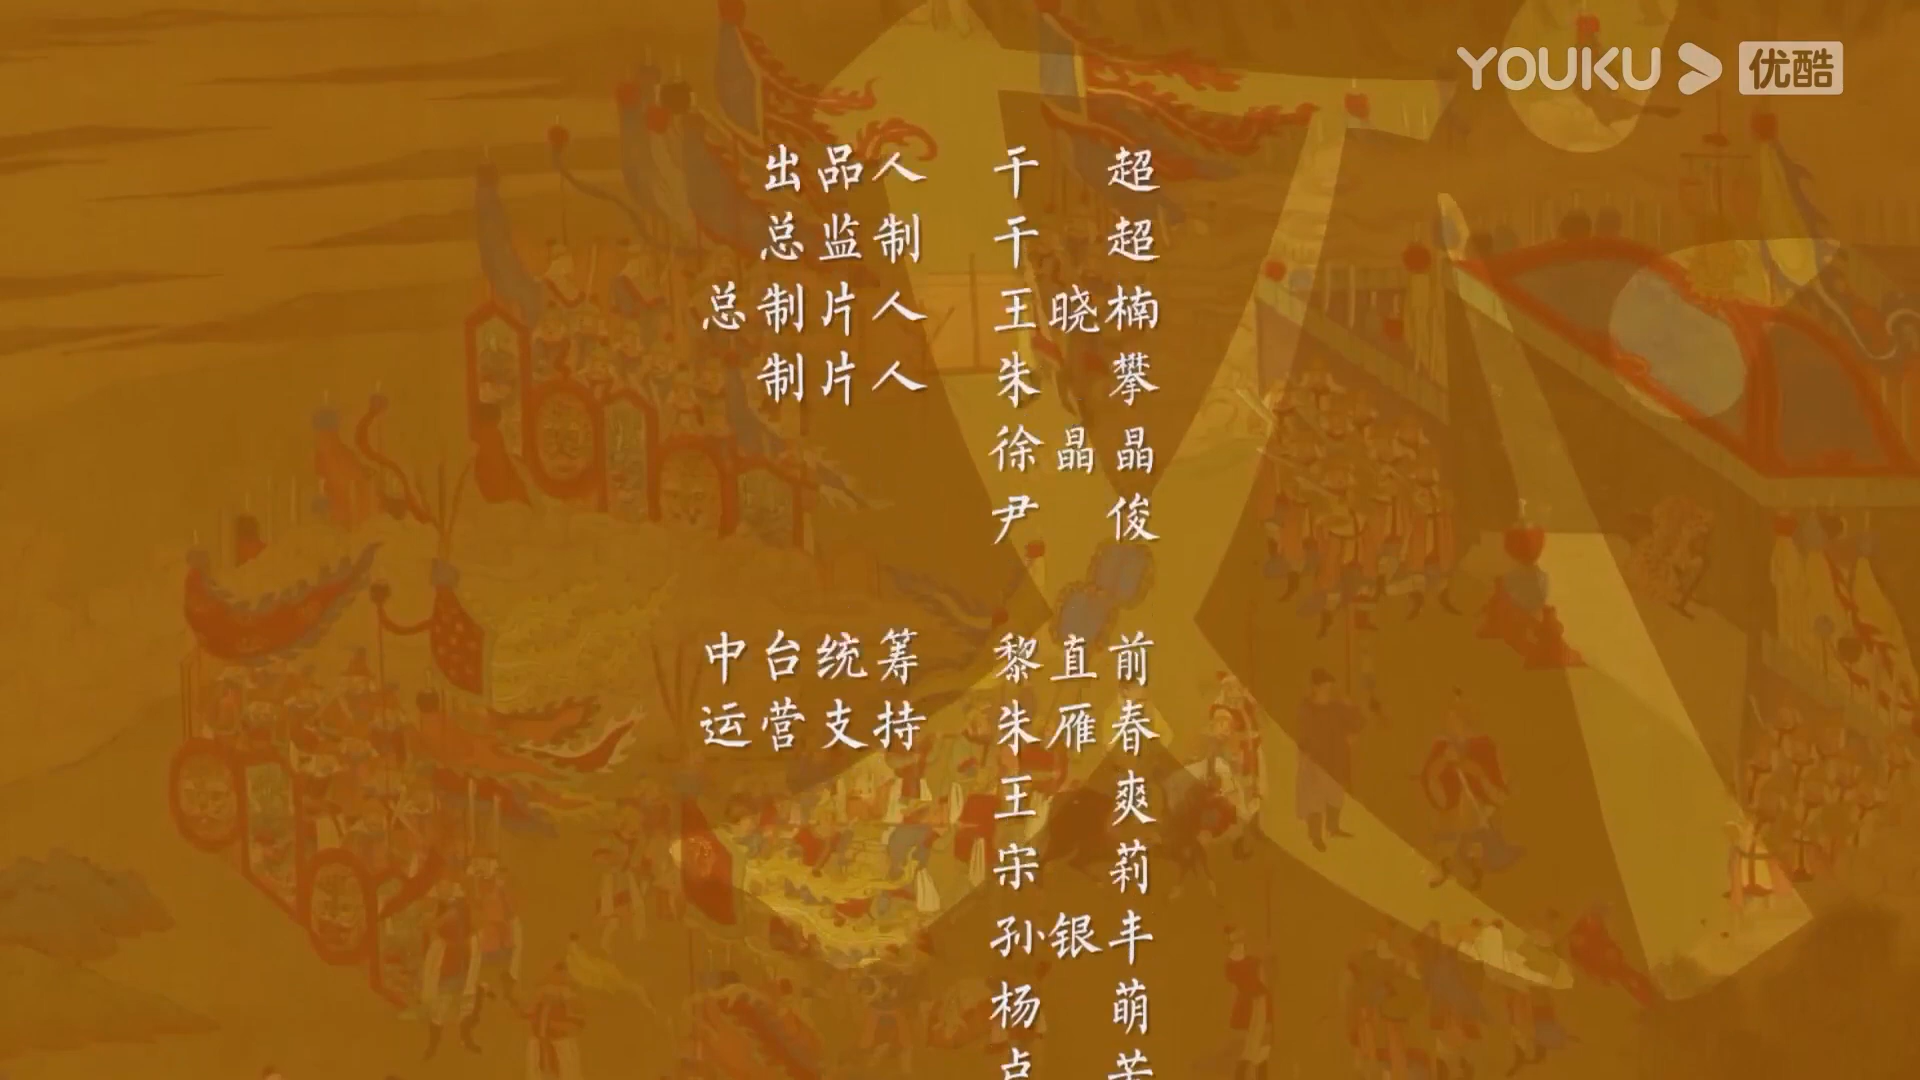 YOUKU 优酷
出品人 干超
总监制 干超
总制片人 王晓楠
制片人 朱攀
徐晶晶
尹俊
中台统筹 黎直前
运营支持 朱雁春
王爽
宋莉
孙银丰
杨萌